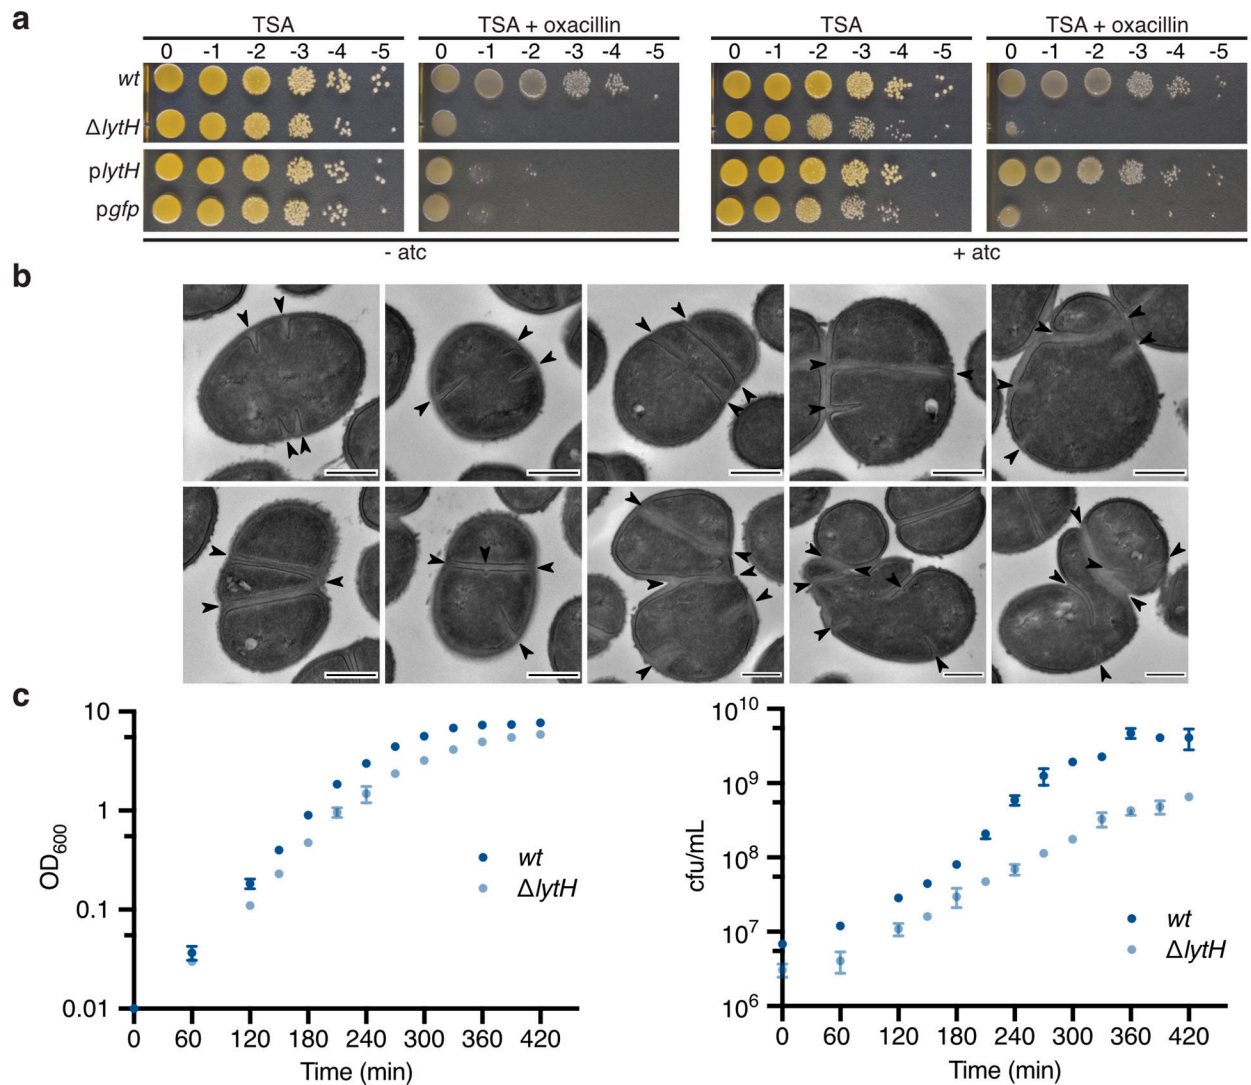 a
TSA TSA + oxacillin TSA TSA + oxacillin
0 -1 -2 -3 -4 -5 0 -1 -2 -3 -4 -5 0 -1 -2 -3 -4 -5 0 -1 -2 -3 -4 -5
wt
ΔlytH
plytH
pgfp
- atc + atc
b
c
10
1
0.1
0.01
OD600
0 60 120 180 240 300 360 420
Time (min)
wt
ΔlytH
10^10
10^9
10^8
10^7
10^6
cfu/mL
0 60 120 180 240 300 360 420
Time (min)
wt
ΔlytH